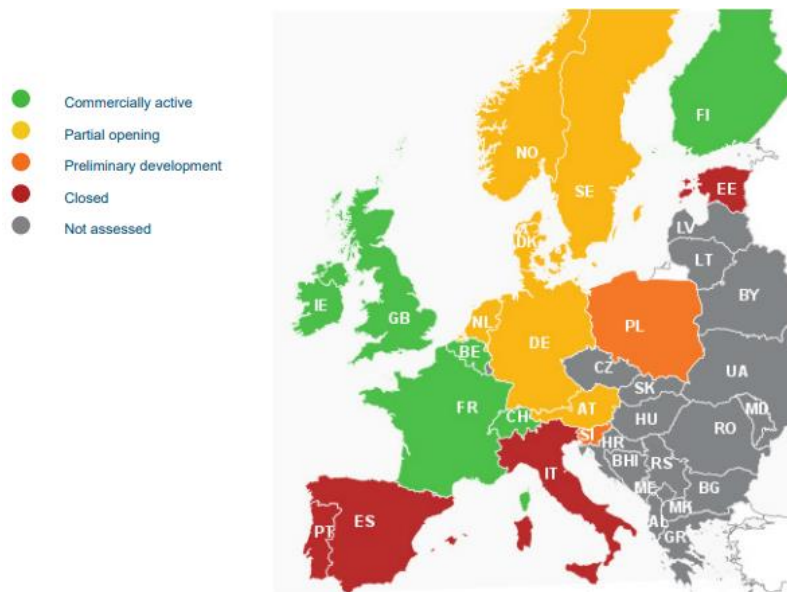 Commercially active
Partial opening
Preliminary development
Closed
Not assessed
FI
NO
SE
EE
LV
DK
LT
IE
BY
GB
NL
PL
DE
BE
CZ
UA
SK
FR
CH
AT
HU
MD
SI
RO
HR
IT
BHI
RS
ME
BG
MK
PT
ES
AL
GR